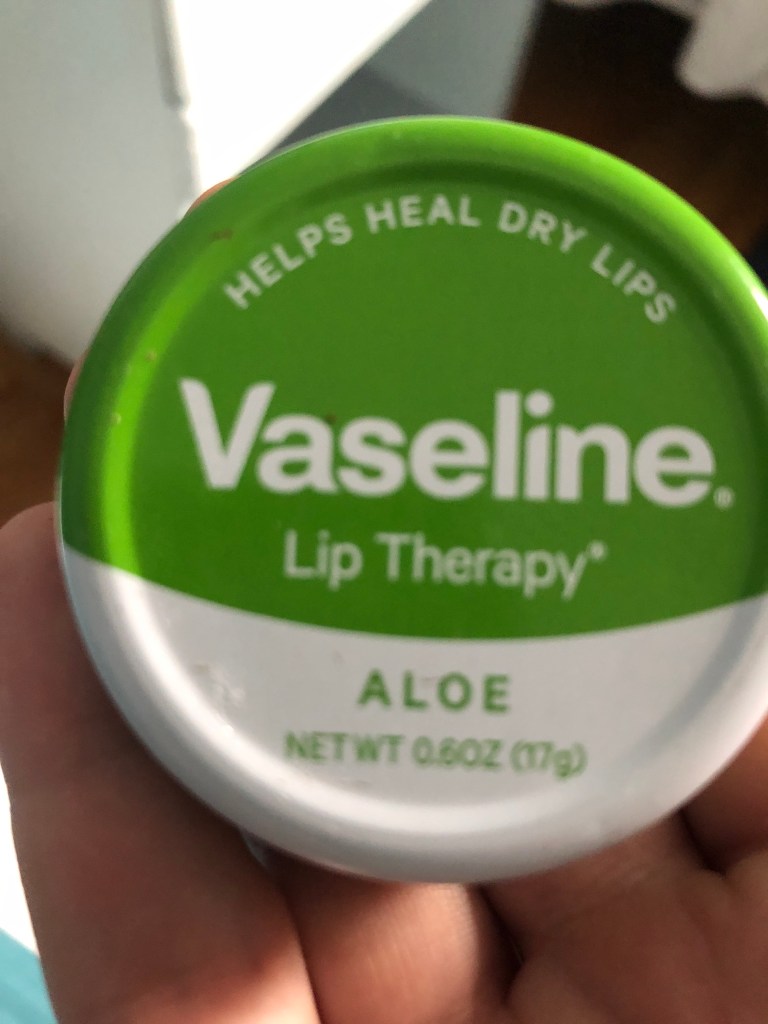 HELPS HEAL DRY LIPS
Vaseline®
Lip Therapy®
ALOE
NET WT 0.6OZ (17g)